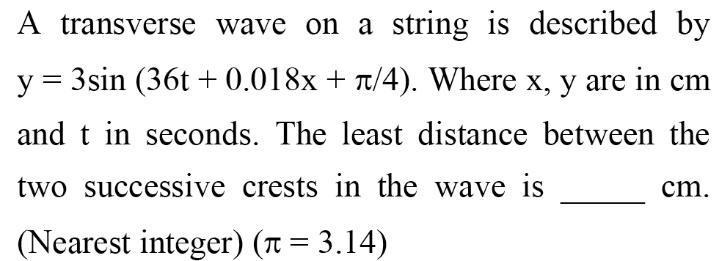 A transverse wave on a string is described by
y = 3sin (36t + 0.018x + π/4). Where x, y are in cm
and t in seconds. The least distance between the
two successive crests in the wave is ______ cm.
(Nearest integer) (π = 3.14)